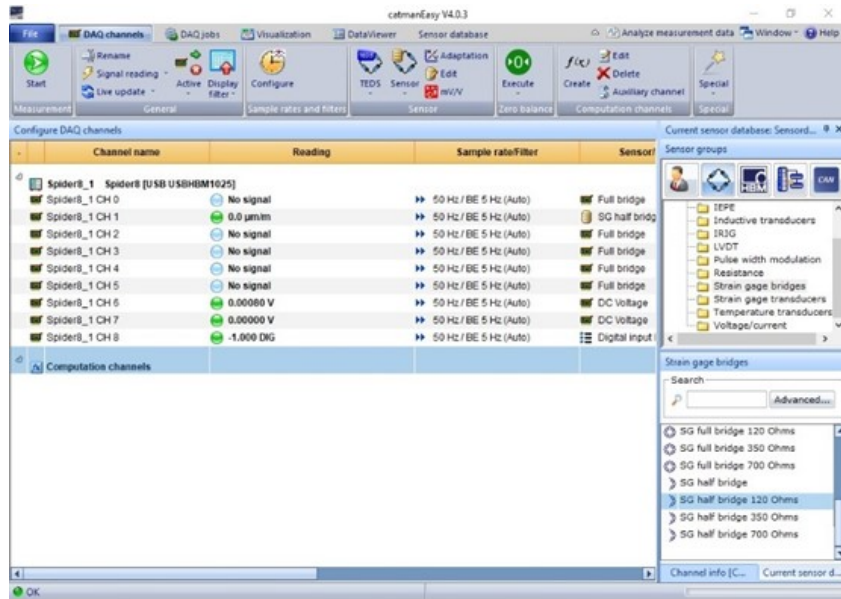 catmanEasy V4.0.3
File DAQ channels DAQ jobs Visualization DataViewer Sensor database Analyze measurement data Window Help
Start
Rename
Signal reading
Live update
Active
Display filter
Configure
TEDS
Sensor
Adaptation
Edit
mV/V
Execute
f(x)
Create
Edit
Delete
Auxiliary channel
Special
Measurement General Sample rates and filters Sensor Zero balance Computation channels Special
Configure DAQ channels
Channel name Reading Sample rate/Filter Sensor/
Spider8_1 Spider8 [USB USBHBM1025]
Spider8_1 CH 0 No signal 50 Hz / BE 5 Hz (Auto) Full bridge
Spider8_1 CH 1 0.0 µm/m 50 Hz / BE 5 Hz (Auto) SG half bridg
Spider8_1 CH 2 No signal 50 Hz / BE 5 Hz (Auto) Full bridge
Spider8_1 CH 3 No signal 50 Hz / BE 5 Hz (Auto) Full bridge
Spider8_1 CH 4 No signal 50 Hz / BE 5 Hz (Auto) Full bridge
Spider8_1 CH 5 No signal 50 Hz / BE 5 Hz (Auto) Full bridge
Spider8_1 CH 6 0.00080 V 50 Hz / BE 5 Hz (Auto) DC Voltage
Spider8_1 CH 7 0.00000 V 50 Hz / BE 5 Hz (Auto) DC Voltage
Spider8_1 CH 8 -1.000 DIG 50 Hz / BE 5 Hz (Auto) Digital input
Computation channels
Current sensor database: Sensord...
Sensor groups
HBM CAN
IEPE
Inductive transducers
IRIG
LVDT
Pulse width modulation
Resistance
Strain gage bridges
Strain gage transducers
Temperature transducers
Voltage/current
Strain gage bridges
Search
Advanced...
SG full bridge 120 Ohms
SG full bridge 350 Ohms
SG full bridge 700 Ohms
SG half bridge
SG half bridge 120 Ohms
SG half bridge 350 Ohms
SG half bridge 700 Ohms
Channel info [C... Current sensor d...
OK